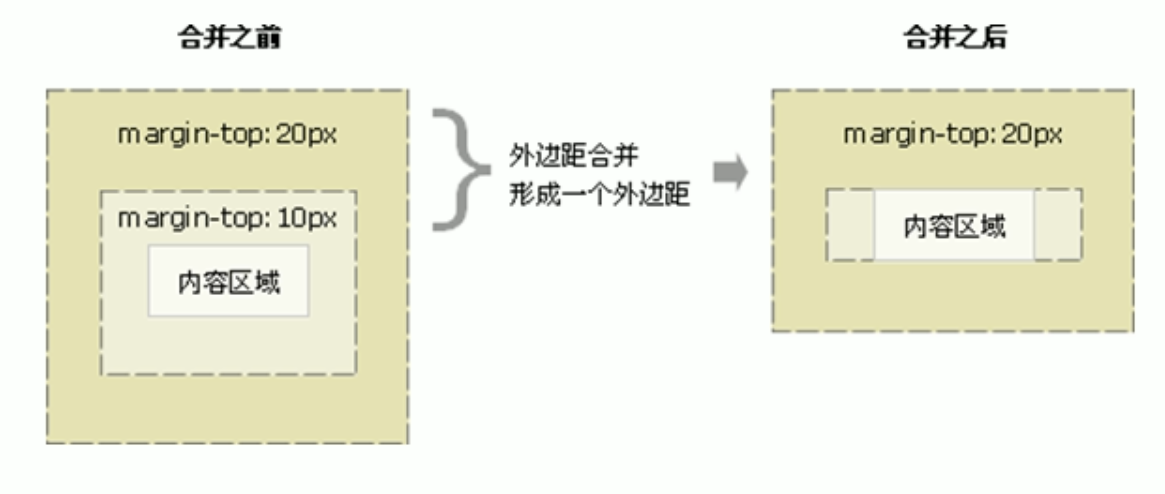 合并之前
合并之后
margin-top: 20px
margin-top: 10px
内容区域
外边距合并
形成一个外边距
margin-top: 20px
内容区域